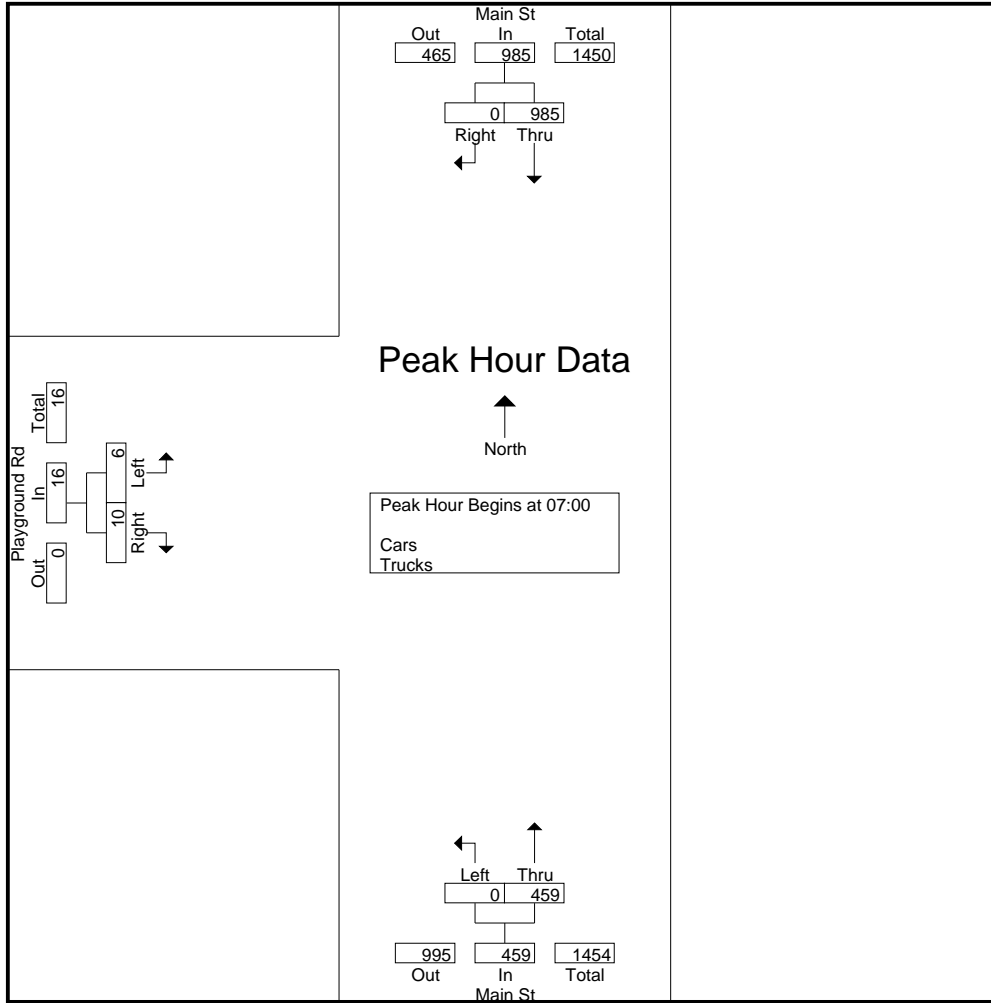 Main St
Out In Total
465 985 1450
0 985
Right Thru
Peak Hour Data
North
Peak Hour Begins at 07:00
Cars
Trucks
Playground Rd
Out In Total
0 16 16
Right Left
10 6
Left Thru
0 459
995 459 1454
Out In Total
Main St